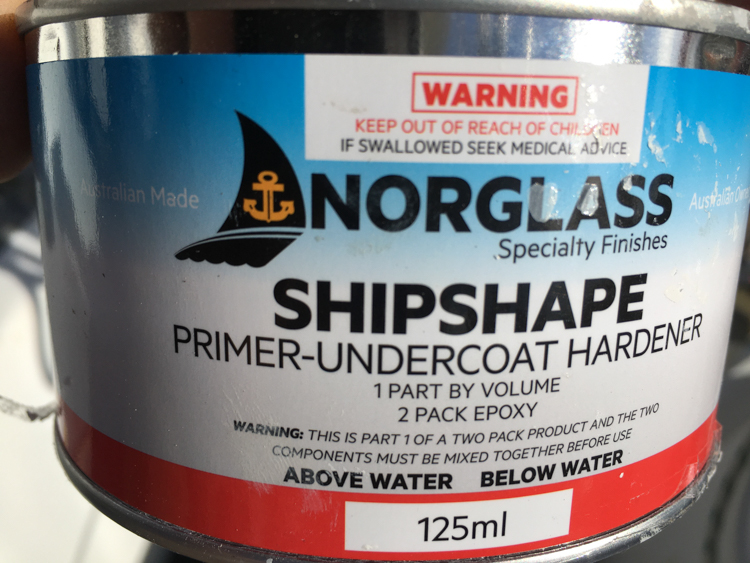 WARNING
KEEP OUT OF REACH OF CHILDREN
IF SWALLOWED SEEK MEDICAL ADVICE
Australian Made
NORGLASS
Australian
Specialty Finishes
SHIPSHAPE
PRIMER-UNDERCOAT HARDENER
1 PART BY VOLUME
2 PACK EPOXY
WARNING: THIS IS PART 1 OF A TWO PACK PRODUCT AND THE TWO
COMPONENTS MUST BE MIXED TOGETHER BEFORE USE
ABOVE WATER BELOW WATER
125ml